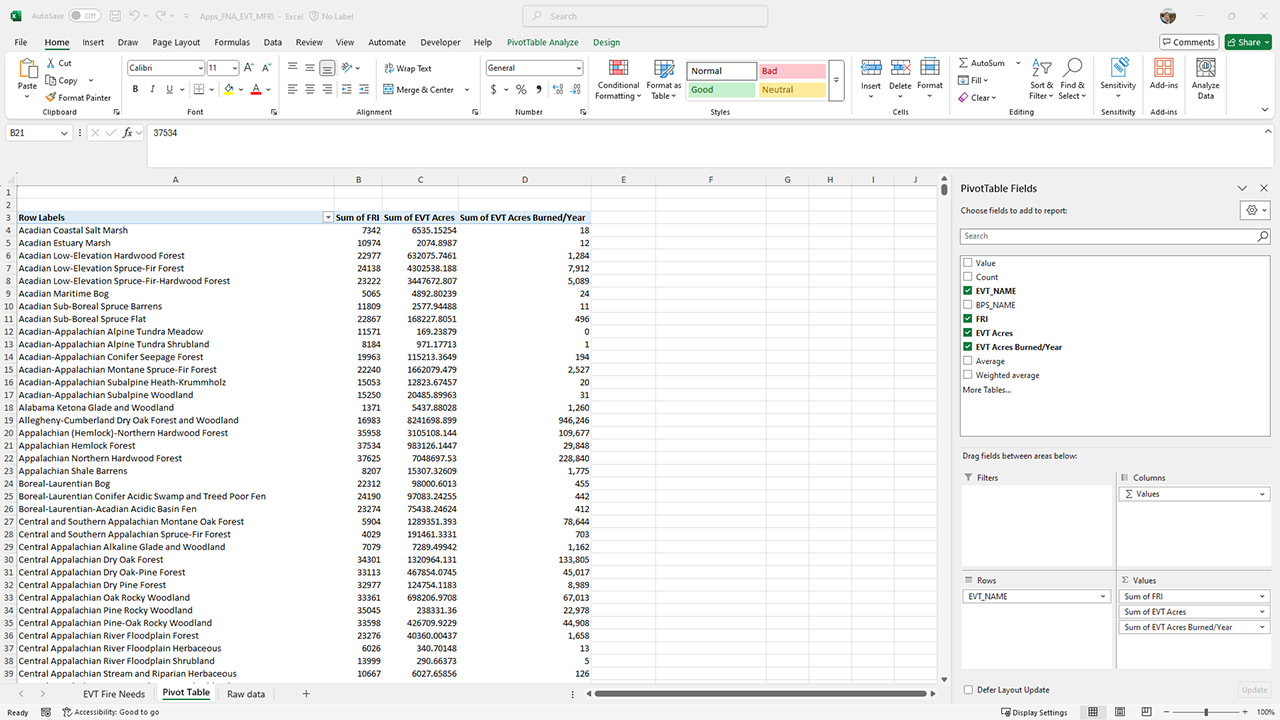 AutoSave Off Apps_FNA_EVT_MFRI - Excel No Label Search
File Home Insert Draw Page Layout Formulas Data Review View Automate Developer Help PivotTable Analyze Design Comments Share
Paste Cut Copy Format Painter Clipboard
Calibri 11 B I U Font
Wrap Text Merge & Center Alignment
General $ % Number
Conditional Formatting Format as Table Normal Bad Good Neutral Styles
Insert Delete Format Cells
AutoSum Fill Clear Sort & Filter Find & Select Editing
Sensitivity Sensitivity
Add-ins Add-ins
Analyze Data
B21 fx 37534
A B C D E F G H I J
1
2
3 Row Labels Sum of FRI Sum of EVT Acres Sum of EVT Acres Burned/Year
4 Acadian Coastal Salt Marsh 7342 6535.15254 18
5 Acadian Estuary Marsh 10974 2074.8987 12
6 Acadian Low-Elevation Hardwood Forest 22977 632075.7461 1,284
7 Acadian Low-Elevation Spruce-Fir Forest 24138 4302538.188 7,912
8 Acadian Low-Elevation Spruce-Fir-Hardwood Forest 23222 3447672.807 5,089
9 Acadian Maritime Bog 5065 4892.80239 24
10 Acadian Sub-Boreal Spruce Barrens 11809 2577.94488 11
11 Acadian Sub-Boreal Spruce Flat 22867 168227.8051 496
12 Acadian-Appalachian Alpine Tundra Meadow 11571 169.23879 0
13 Acadian-Appalachian Alpine Tundra Shrubland 8184 971.17713 1
14 Acadian-Appalachian Conifer Seepage Forest 19963 115213.3649 194
15 Acadian-Appalachian Montane Spruce-Fir Forest 22240 1662079.479 2,527
16 Acadian-Appalachian Subalpine Heath-Krummholz 15053 12823.67457 20
17 Acadian-Appalachian Subalpine Woodland 15250 20485.89963 31
18 Alabama Ketona Glade and Woodland 1371 5437.88028 1,260
19 Allegheny-Cumberland Dry Oak Forest and Woodland 16983 8241698.899 946,246
20 Appalachian (Hemlock)-Northern Hardwood Forest 35958 3105108.144 109,677
21 Appalachian Hemlock Forest 37534 983126.1447 29,848
22 Appalachian Northern Hardwood Forest 37625 7048697.53 228,840
23 Appalachian Shale Barrens 8207 15307.32609 1,775
24 Boreal-Laurentian Bog 22312 98000.6013 455
25 Boreal-Laurentian Conifer Acidic Swamp and Treed Poor Fen 24190 97083.24255 442
26 Boreal-Laurentian-Acadian Acidic Basin Fen 23274 75438.24624 412
27 Central and Southern Appalachian Montane Oak Forest 5904 1289351.393 78,644
28 Central and Southern Appalachian Spruce-Fir Forest 4029 191461.3331 703
29 Central Appalachian Alkaline Glade and Woodland 7079 7289.49942 1,162
30 Central Appalachian Dry Oak Forest 34301 1320964.131 133,805
31 Central Appalachian Dry Oak-Pine Forest 33113 467854.0745 45,017
32 Central Appalachian Dry Pine Forest 32977 124754.1183 8,989
33 Central Appalachian Oak Rocky Woodland 33361 698206.9708 67,013
34 Central Appalachian Pine Rocky Woodland 35045 238331.36 22,978
35 Central Appalachian Pine-Oak Rocky Woodland 33598 426709.9229 44,908
36 Central Appalachian River Floodplain Forest 23276 40360.00437 1,658
37 Central Appalachian River Floodplain Herbaceous 6026 340.70148 13
38 Central Appalachian River Floodplain Shrubland 13999 290.66373 5
39 Central Appalachian Stream and Riparian Herbaceous 10667 6027.65856 126
PivotTable Fields
Choose fields to add to report:
Search
Value
Count
EVT_NAME
BPS_NAME
FRI
EVT Acres
EVT Acres Burned/Year
Average
Weighted average
More Tables...
Drag fields between areas below:
Filters Columns
Values
Rows Values
EVT_NAME Sum of FRI
Sum of EVT Acres
Sum of EVT Acres Burned/Year
Defer Layout Update Update
EVT Fire Needs Pivot Table Raw data
Ready Accessibility: Good to go Display Settings 100%